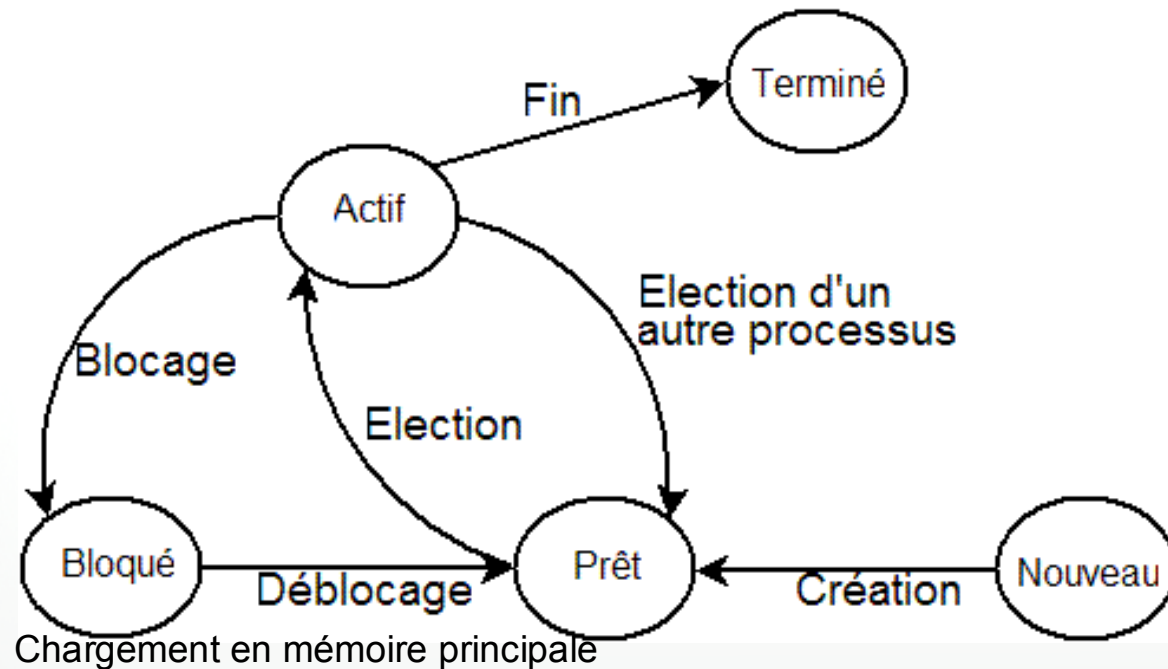 Terminé
Fin
Actif
Election d'un
autre processus
Blocage
Election
Bloqué
Prêt
Nouveau
Déblocage
Création
Chargement en mémoire principale